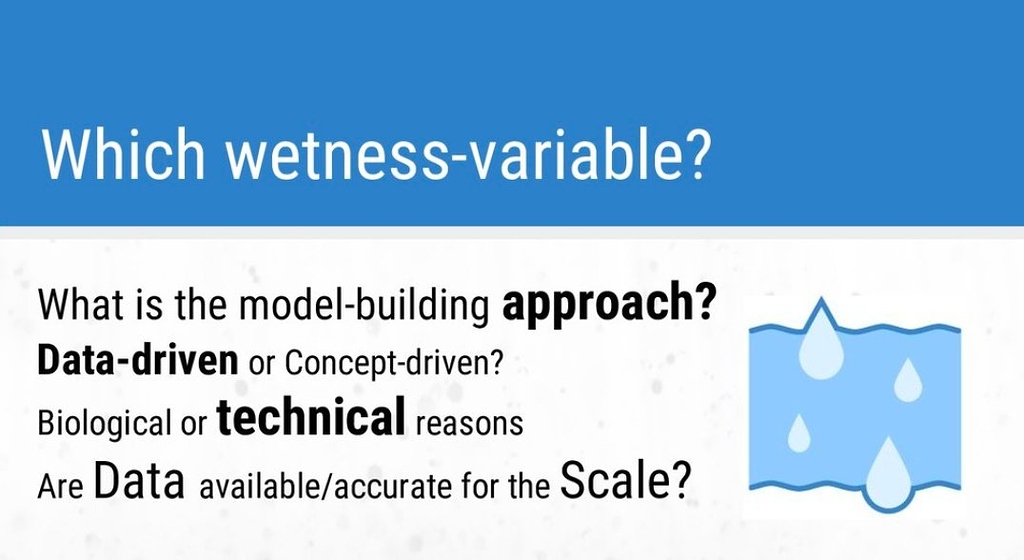 Which wetness-variable?
What is the model-building approach?
Data-driven or Concept-driven?
Biological or technical reasons
Are Data available/accurate for the Scale?